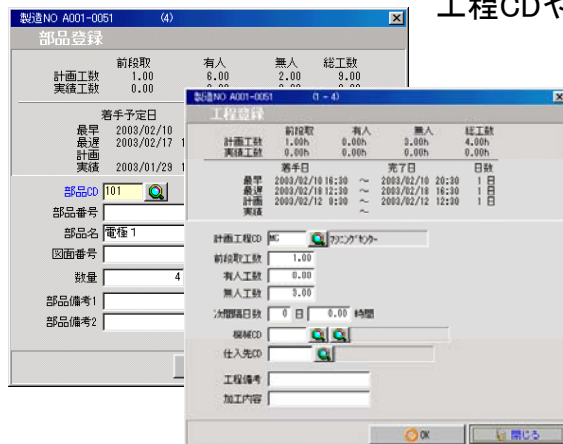 工程CDや
製造NO A001-0051 (4)
部品登録
前段取 有人 無人 総工数
計画工数 1.00 6.00 2.00 9.00
実績工数 0.00
着手予定日
最早 2003/02/10
最遅 2003/02/17 1
計画
実績 2003/01/29 1
部品CD 101
部品番号
部品名 電極1
図面番号
数量 4
部品備考1
部品備考2
製造NO A001-0051 (1 - 4)
工程登録
前段取 有人 無人 総工数
計画工数 1.00h 0.00h 3.00h 4.00h
実績工数 0.00h 0.00h 0.00h 0.00h
着手日 完了日 日数
最早 2003/02/10 16:30 ～ 2003/02/10 20:30 1 日
最遅 2003/02/18 12:30 ～ 2003/02/18 16:30 1 日
計画 2003/02/12 8:30 ～ 2003/02/12 12:30 1 日
実績 ～
計画工程CD MC マシニングセンター
前段取工数 1.00
有人工数 0.00
無人工数 3.00
次間隔日数 0 日 0.00 時間
機械CD
仕入先CD
工程備考
加工内容
OK 閉じる